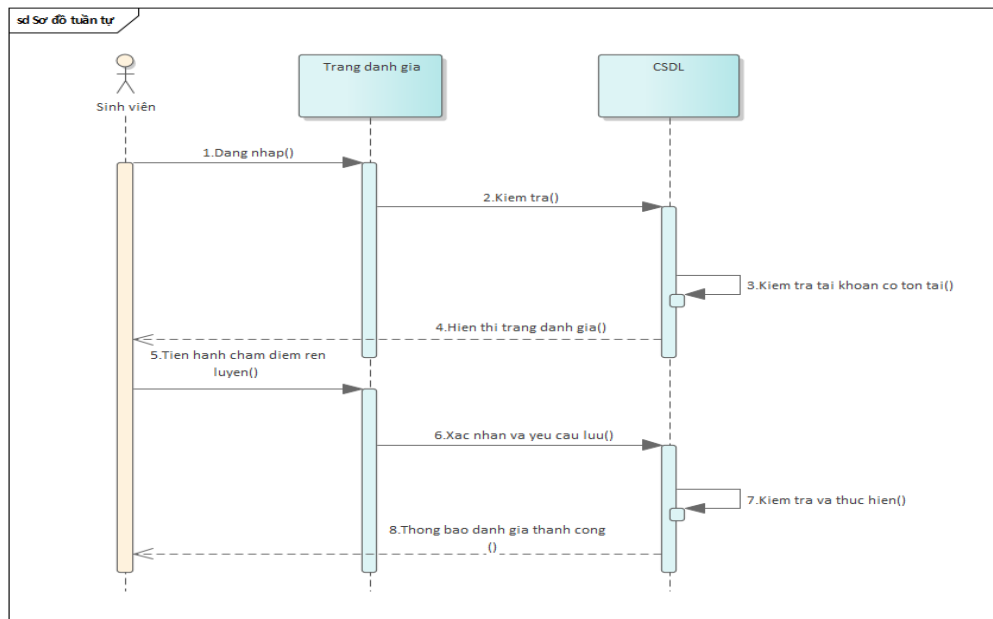 sd Sơ đồ tuần tự
Sinh viên
Trang danh gia
CSDL
1.Dang nhap()
2.Kiem tra()
3.Kiem tra tai khoan co ton tai()
4.Hien thi trang danh gia()
5.Tien hanh cham diem ren
luyen()
6.Xac nhan va yeu cau luu()
7.Kiem tra va thuc hien()
8.Thong bao danh gia thanh cong
()